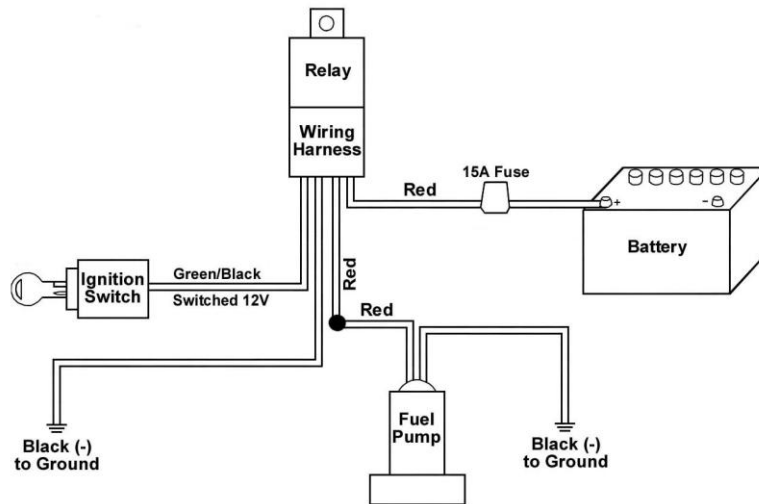 Relay
Wiring
Harness
15A Fuse
Red
+
-
Battery
Ignition
Switch
Green/Black
Switched 12V
Red
Red
Fuel
Pump
Black (-)
to Ground
Black (-)
to Ground